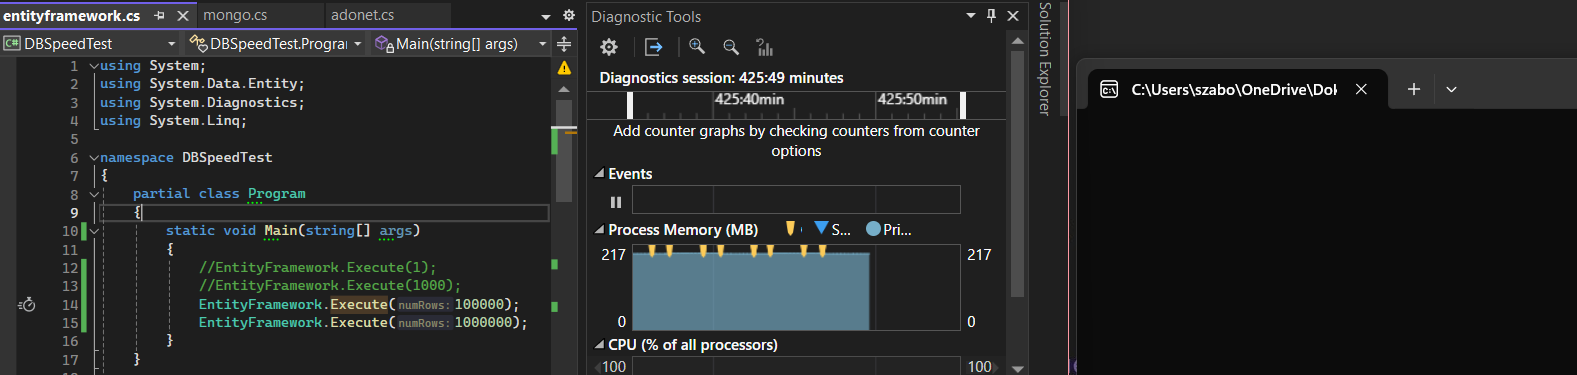 entityframework.cs
mongo.cs
adonet.cs
C# DBSpeedTest
DBSpeedTest.Program
Main(string[] args)
1 using System;
2 using System.Data.Entity;
3 using System.Diagnostics;
4 using System.Linq;
5
6 namespace DBSpeedTest
7 {
8 partial class Program
9 {
10 static void Main(string[] args)
11 {
12 //EntityFramework.Execute(1);
13 //EntityFramework.Execute(1000);
14 EntityFramework.Execute(numRows:100000);
15 EntityFramework.Execute(numRows:1000000);
16 }
17 }
Diagnostic Tools
Diagnostics session: 425:49 minutes
425:40min 425:50min
Add counter graphs by checking counters from counter
options
Events
Process Memory (MB) S... Pri...
217 217
0 0
CPU (% of all processors)
100 100
Solution Explorer
C:\Users\szabo\OneDrive\Dok